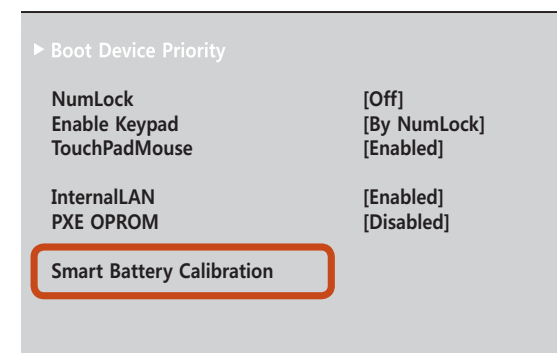 ▶ Boot Device Priority
NumLock [Off]
Enable Keypad [By NumLock]
TouchPadMouse [Enabled]
InternalLAN [Enabled]
PXE OPROM [Disabled]
Smart Battery Calibration